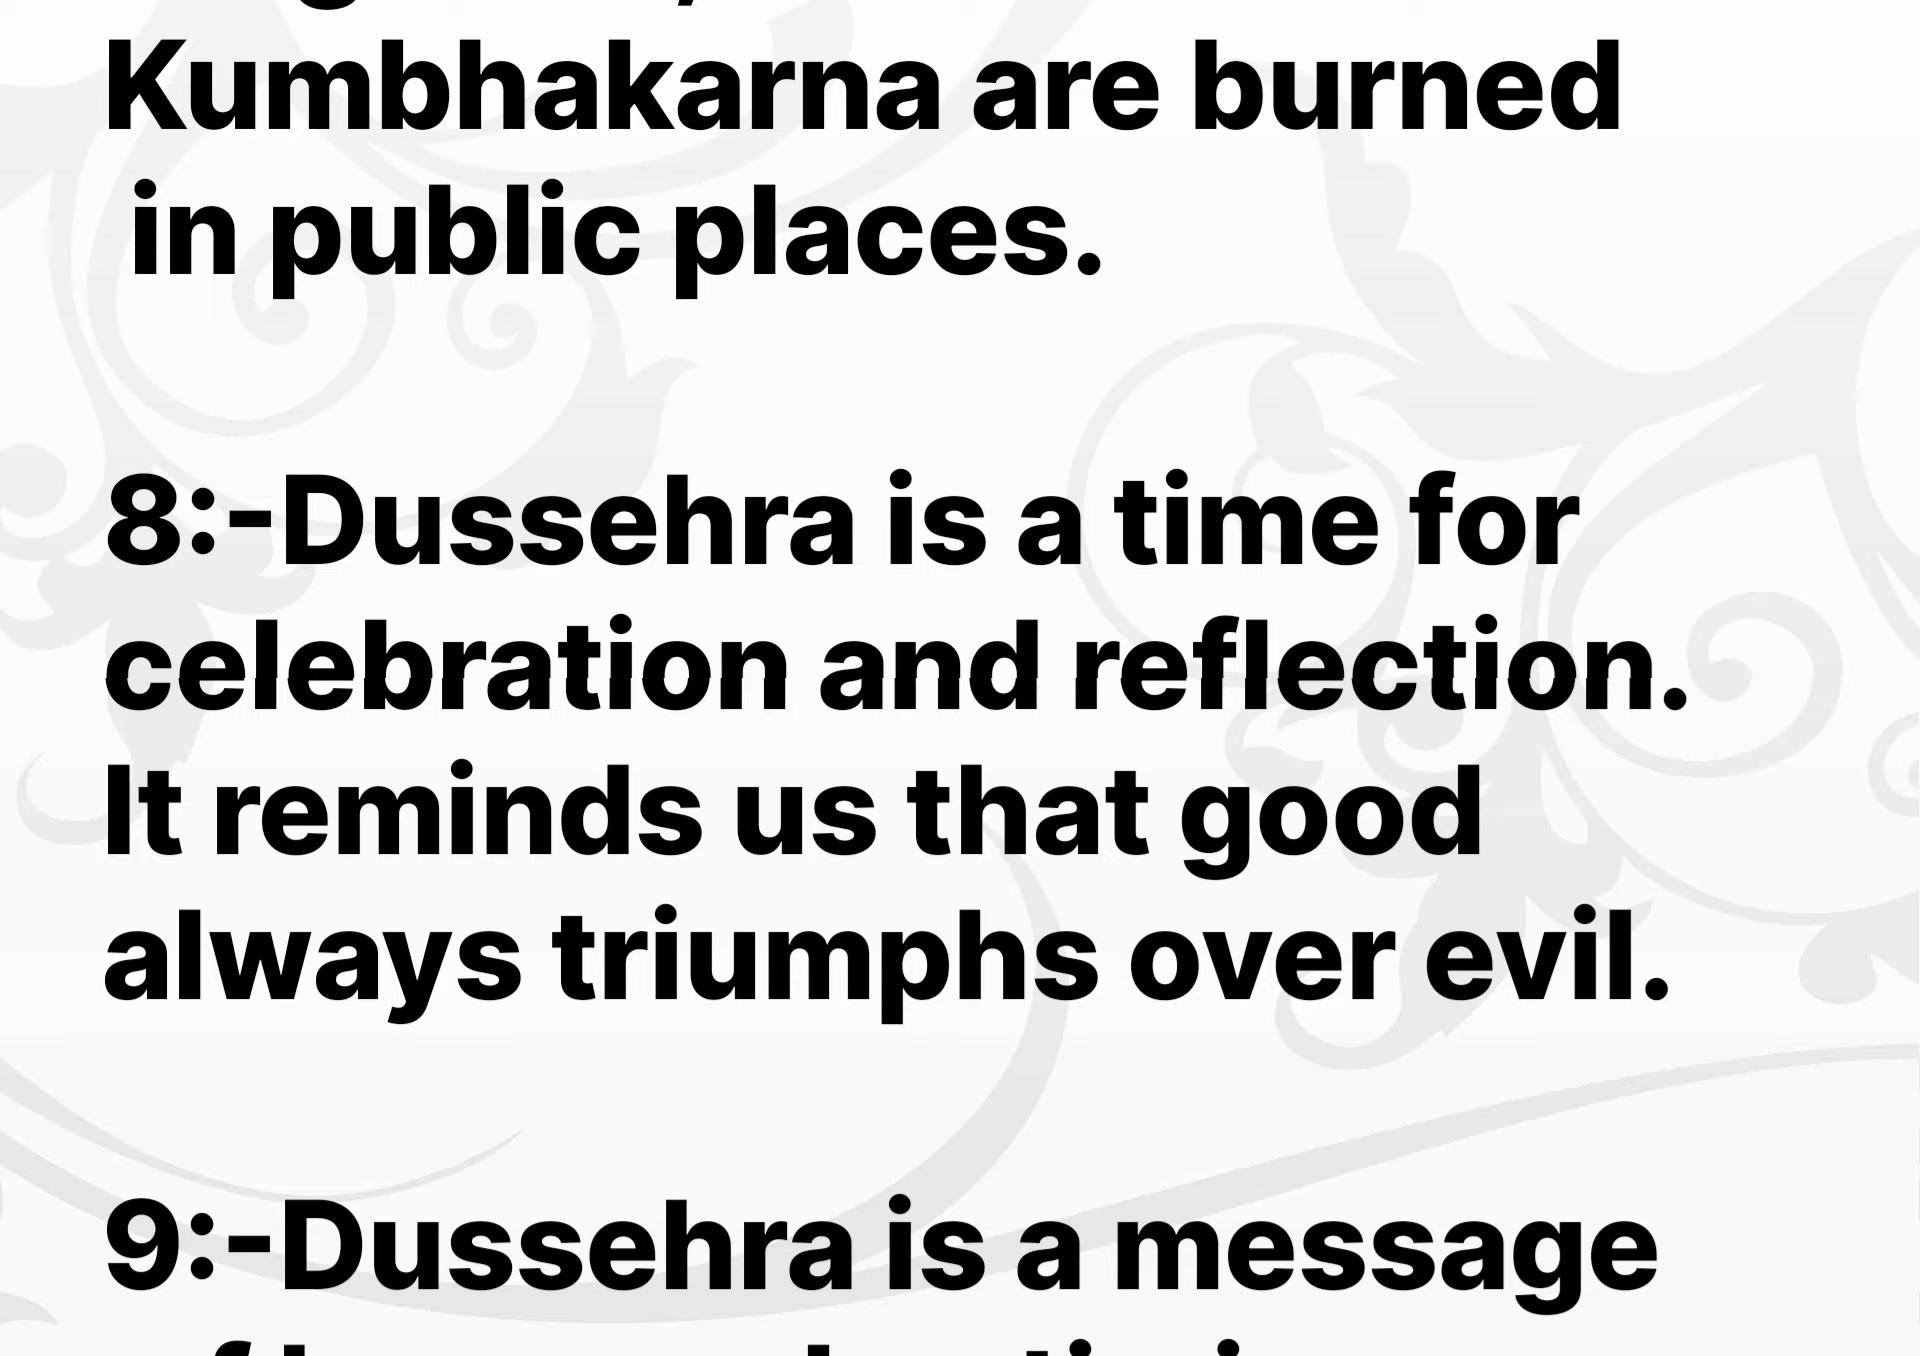 Kumbhakarna are burned
in public places.
8:-Dussehra is a time for
celebration and reflection.
It reminds us that good
always triumphs over evil.
9:-Dussehra is a message